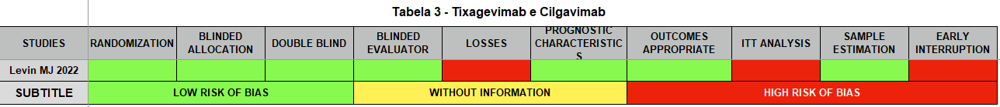 Tabela 3 - Tixagevimab e Cilgavimab
STUDIES RANDOMIZATION BLINDED ALLOCATION DOUBLE BLIND BLINDED EVALUATOR LOSSES PROGNOSTIC CHARACTERISTICS OUTCOMES APPROPRIATE ITT ANALYSIS SAMPLE ESTIMATION EARLY INTERRUPTION
Levin MJ 2022
SUBTITLE LOW RISK OF BIAS WITHOUT INFORMATION HIGH RISK OF BIAS